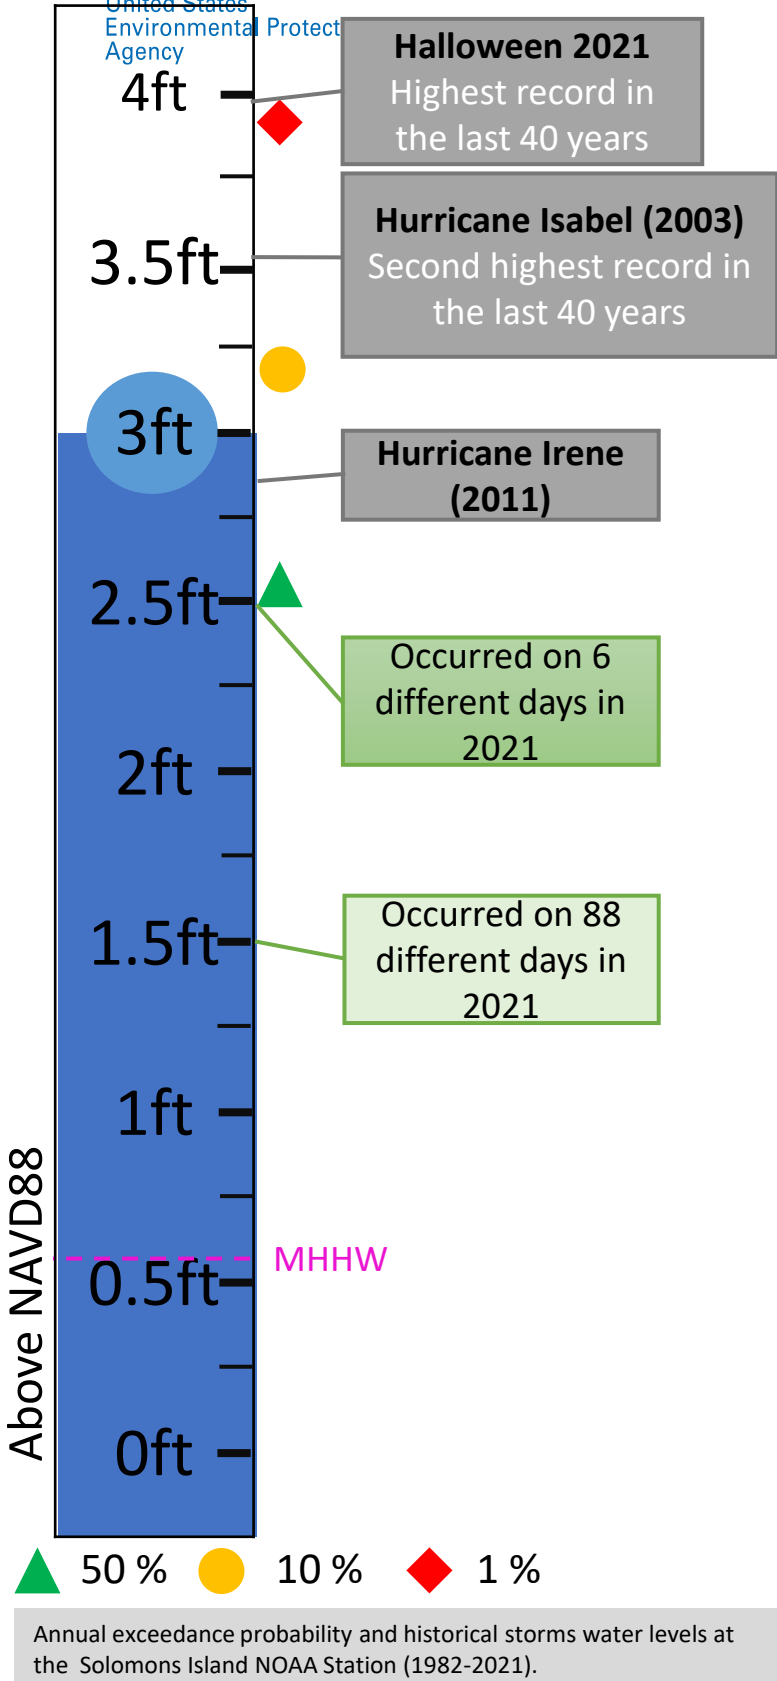 United States
Environmental Protect
Agency
4ft
3.5ft
3ft
2.5ft
2ft
1.5ft
1ft
0.5ft
0ft
Above NAVD88
Halloween 2021
Highest record in
the last 40 years
Hurricane Isabel (2003)
Second highest record in
the last 40 years
Hurricane Irene
(2011)
Occurred on 6
different days in
2021
Occurred on 88
different days in
2021
MHHW
50 %
10 %
1 %
Annual exceedance probability and historical storms water levels at
the Solomons Island NOAA Station (1982-2021).